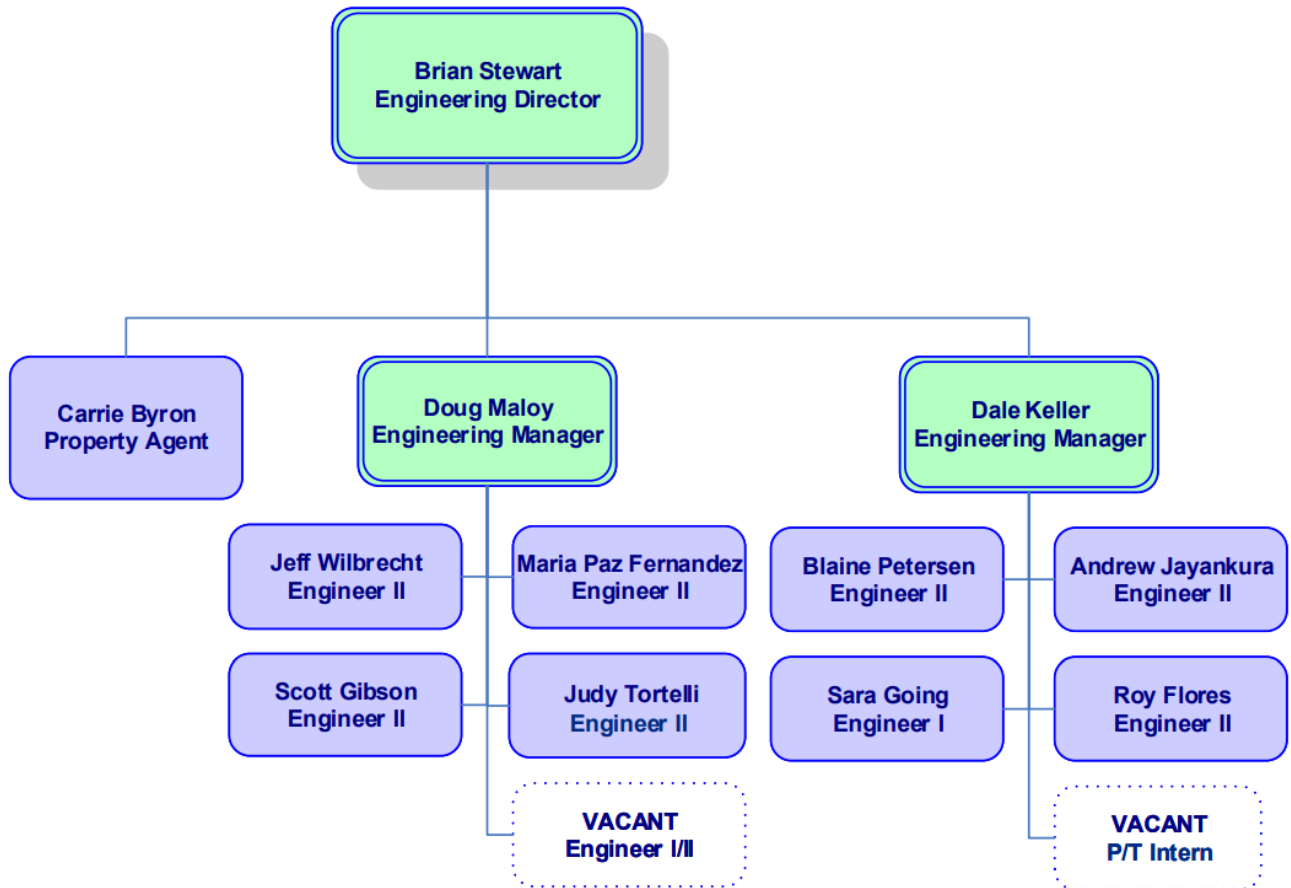 Brian Stewart
Engineering Director
Carrie Byron
Property Agent
Doug Maloy
Engineering Manager
Dale Keller
Engineering Manager
Jeff Wilbrecht
Engineer II
Maria Paz Fernandez
Engineer II
Blaine Petersen
Engineer II
Andrew Jayankura
Engineer II
Scott Gibson
Engineer II
Judy Tortelli
Engineer II
Sara Going
Engineer I
Roy Flores
Engineer II
VACANT
Engineer I/II
VACANT
P/T Intern